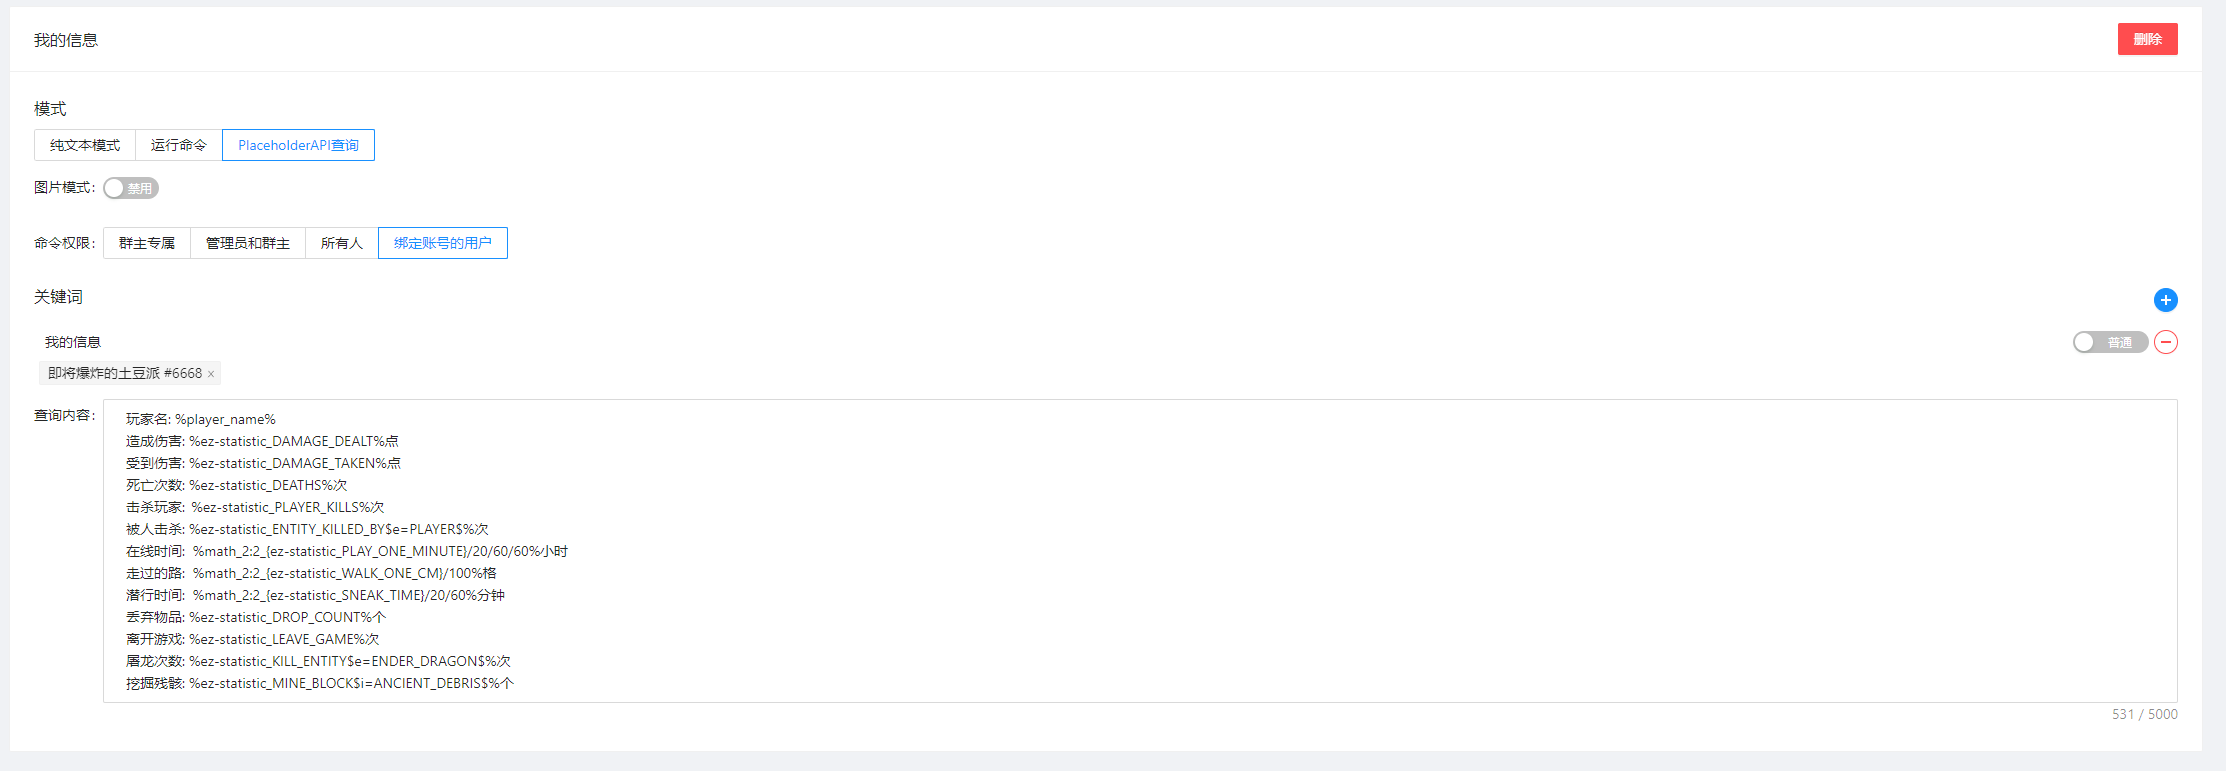 我的信息
删除
模式
纯文本模式 运行命令 PlaceholderAPI查询
图片模式: 禁用
命令权限: 群主专属 管理员和群主 所有人 绑定账号的用户
关键词
我的信息 普通
即将爆炸的土豆派 #6668 ×
查询内容:
玩家名: %player_name%
造成伤害: %ez-statistic_DAMAGE_DEALT%点
受到伤害: %ez-statistic_DAMAGE_TAKEN%点
死亡次数: %ez-statistic_DEATHS%次
击杀玩家:  %ez-statistic_PLAYER_KILLS%次
被人击杀: %ez-statistic_ENTITY_KILLED_BY$e=PLAYER$%次
在线时间:  %math_2:2_{ez-statistic_PLAY_ONE_MINUTE}/20/60/60%小时
走过的路:  %math_2:2_{ez-statistic_WALK_ONE_CM}/100%格
潜行时间:  %math_2:2_{ez-statistic_SNEAK_TIME}/20/60%分钟
丢弃物品: %ez-statistic_DROP_COUNT%个
离开游戏: %ez-statistic_LEAVE_GAME%次
屠龙次数: %ez-statistic_KILL_ENTITY$e=ENDER_DRAGON$%次
挖掘残骸: %ez-statistic_MINE_BLOCK$i=ANCIENT_DEBRIS$%个
531 / 5000